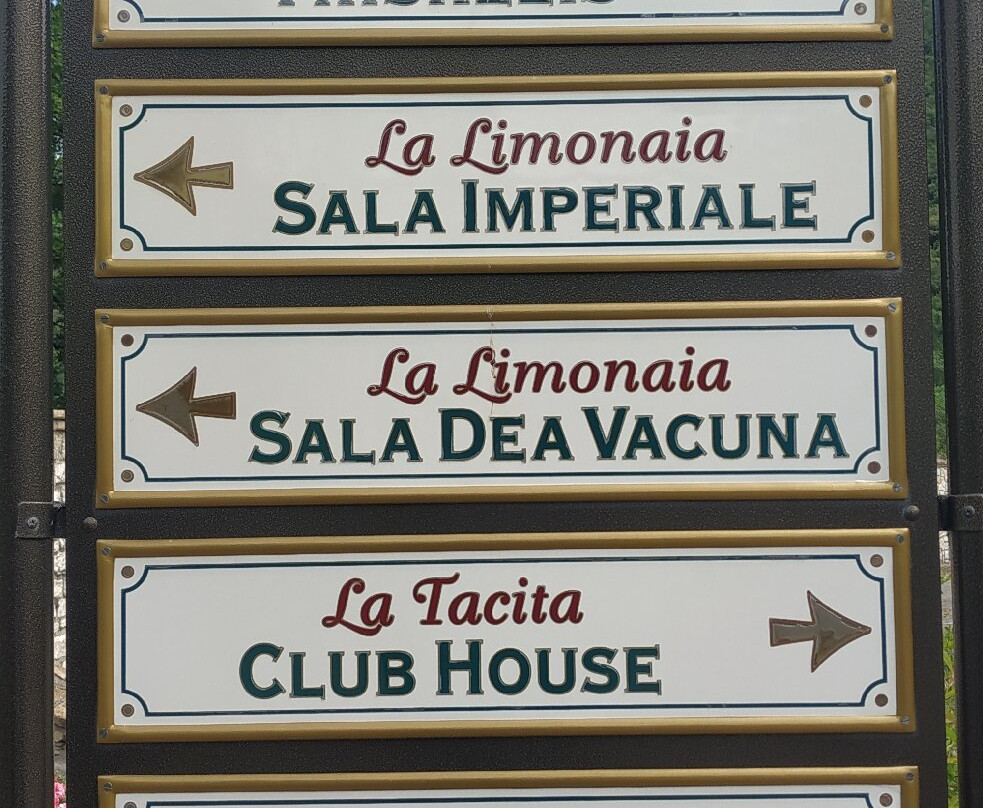 La Limonaia
SALA IMPERIALE
La Limonaia
SALA DEA VACUNA
La Tacita
CLUB HOUSE